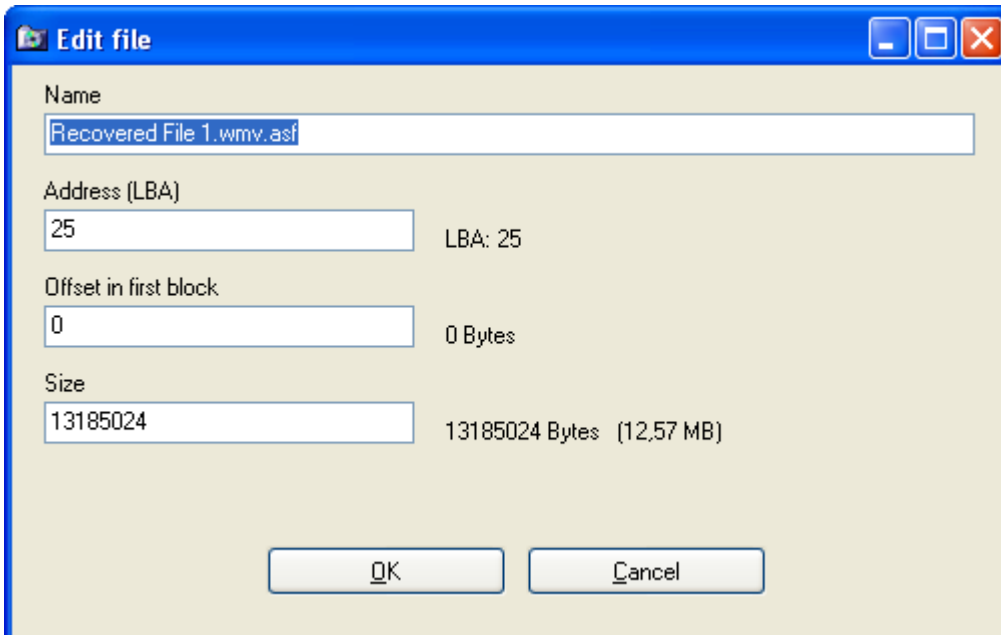 Edit file
Name
Recovered File 1.wmv.asf
Address (LBA)
25
LBA: 25
Offset in first block
0
0 Bytes
Size
13185024
13185024 Bytes (12,57 MB)
OK
Cancel